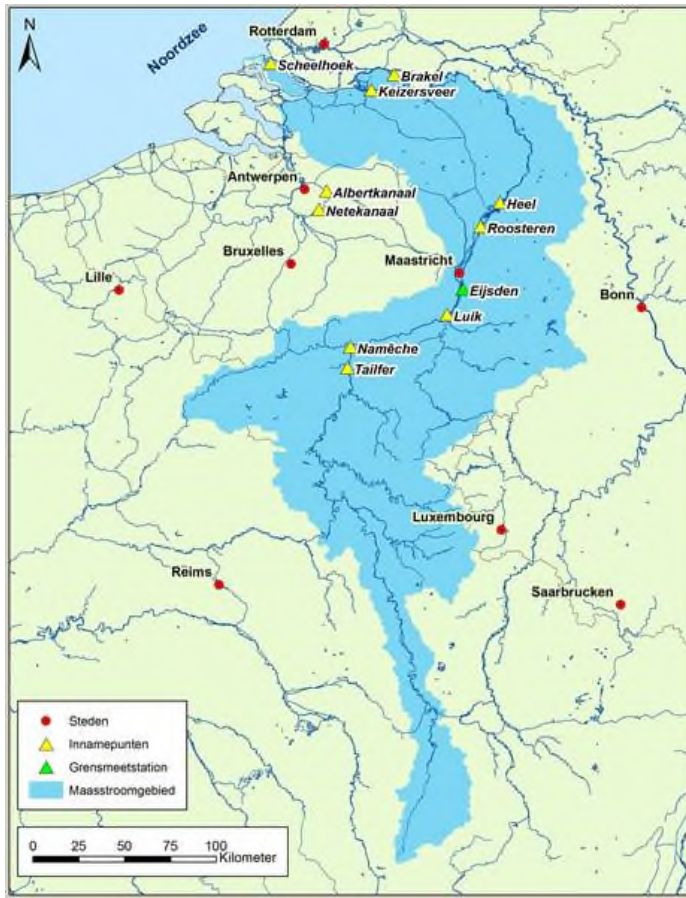 N
Noordzee
Rotterdam
Scheelhoek
Brakel
Keizersveer
Antwerpen
Albertkanaal
Netekanaal
Heel
Roosteren
Bruxelles
Maastricht
Lille
Eijsden
Bonn
Luik
Namêche
Tailfer
Luxembourg
Reims
Saarbrucken
Steden
Innamepunten
Grensmeetstation
Maasstroomgebied
0 25 50 75 100
Kilometer